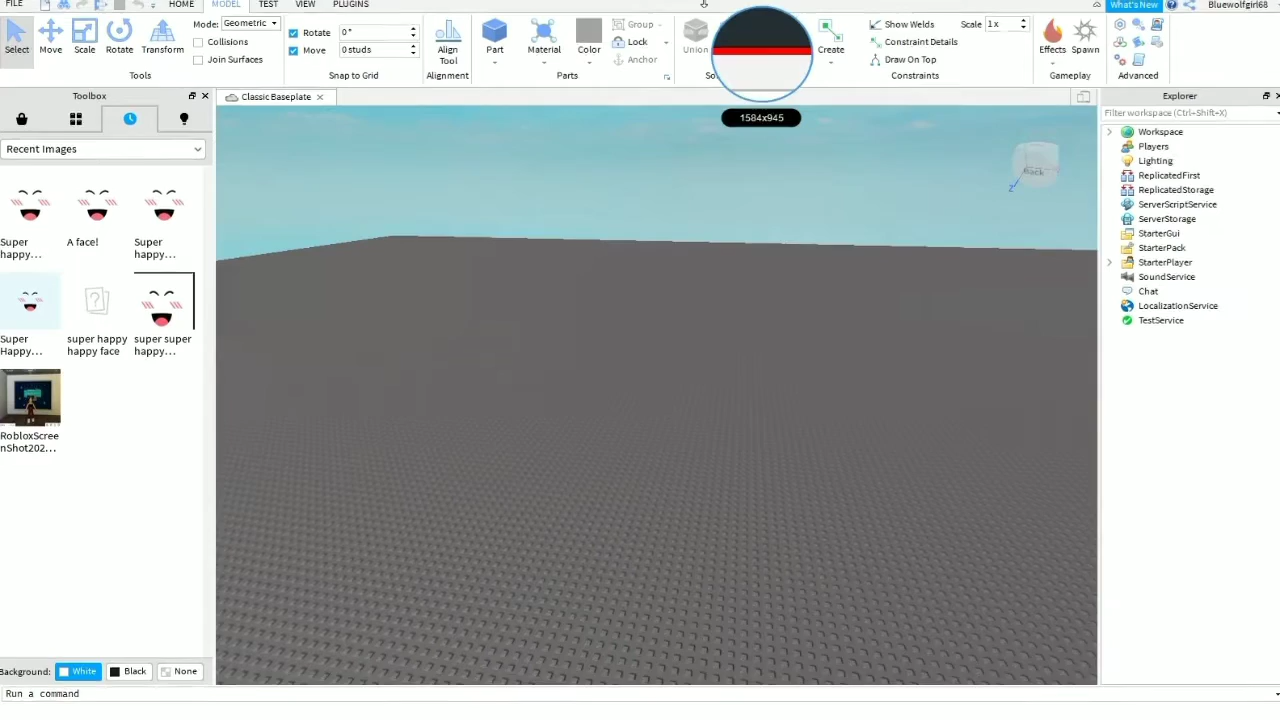 FILE HOME MODEL TEST VIEW PLUGINS What's New Bluewolfgirl68
Mode: Geometric
Collisions
Join Surfaces
Select Move Scale Rotate Transform
Tools
Rotate 0 °
Move 0 studs
Snap to Grid
Align
Tool
Alignment
Part Material Color
Group
Lock
Anchor
Parts
Union
So
Create
Show Welds Scale 1 x
Constraint Details
Draw On Top
Constraints
Effects Spawn
Gameplay
Advanced
Toolbox
Classic Baseplate
1584x945
Explorer
Filter workspace (Ctrl+Shift+X)
Recent Images
Super
happy...
A face!
Super
happy...
Super
Happy...
super happy
happy face
super super
happy...
RobloxScree
nShot202...
Back
Z
Workspace
Players
Lighting
ReplicatedFirst
ReplicatedStorage
ServerScriptService
ServerStorage
StarterGui
StarterPack
StarterPlayer
SoundService
Chat
LocalizationService
TestService
Background: White Black None
Run a command